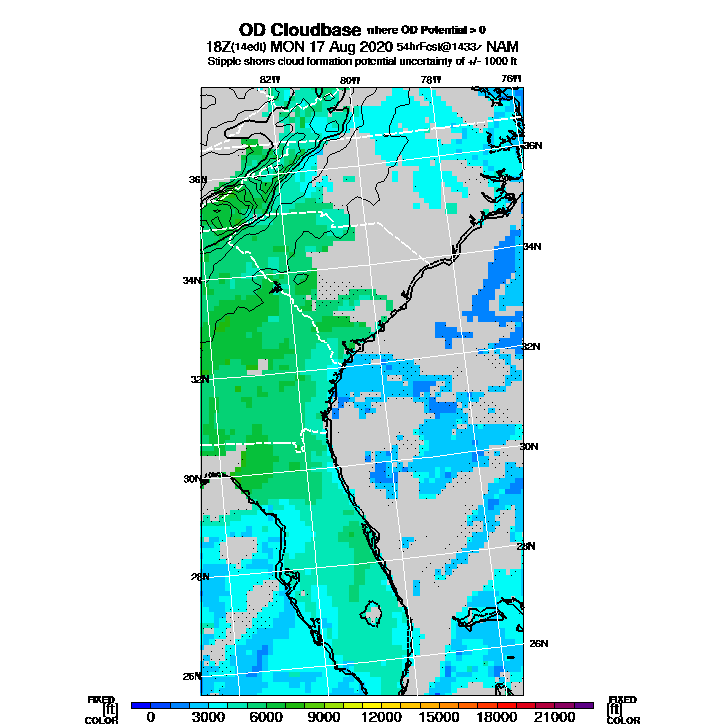 OD Cloudbase where OD Potential > 0
18Z(14edt) MON 17 Aug 2020 54hrFcst@1433z NAM
Stipple shows cloud formation potential uncertainty of +/- 1000 ft
82W 80W 78W 76W
36N
36N
34N
34N
32N
32N
30N
30N
28N
28N
26N
26N
FIXED [ft] COLOR
0 3000 6000 9000 12000 15000 18000 21000
FIXED [ft] COLOR